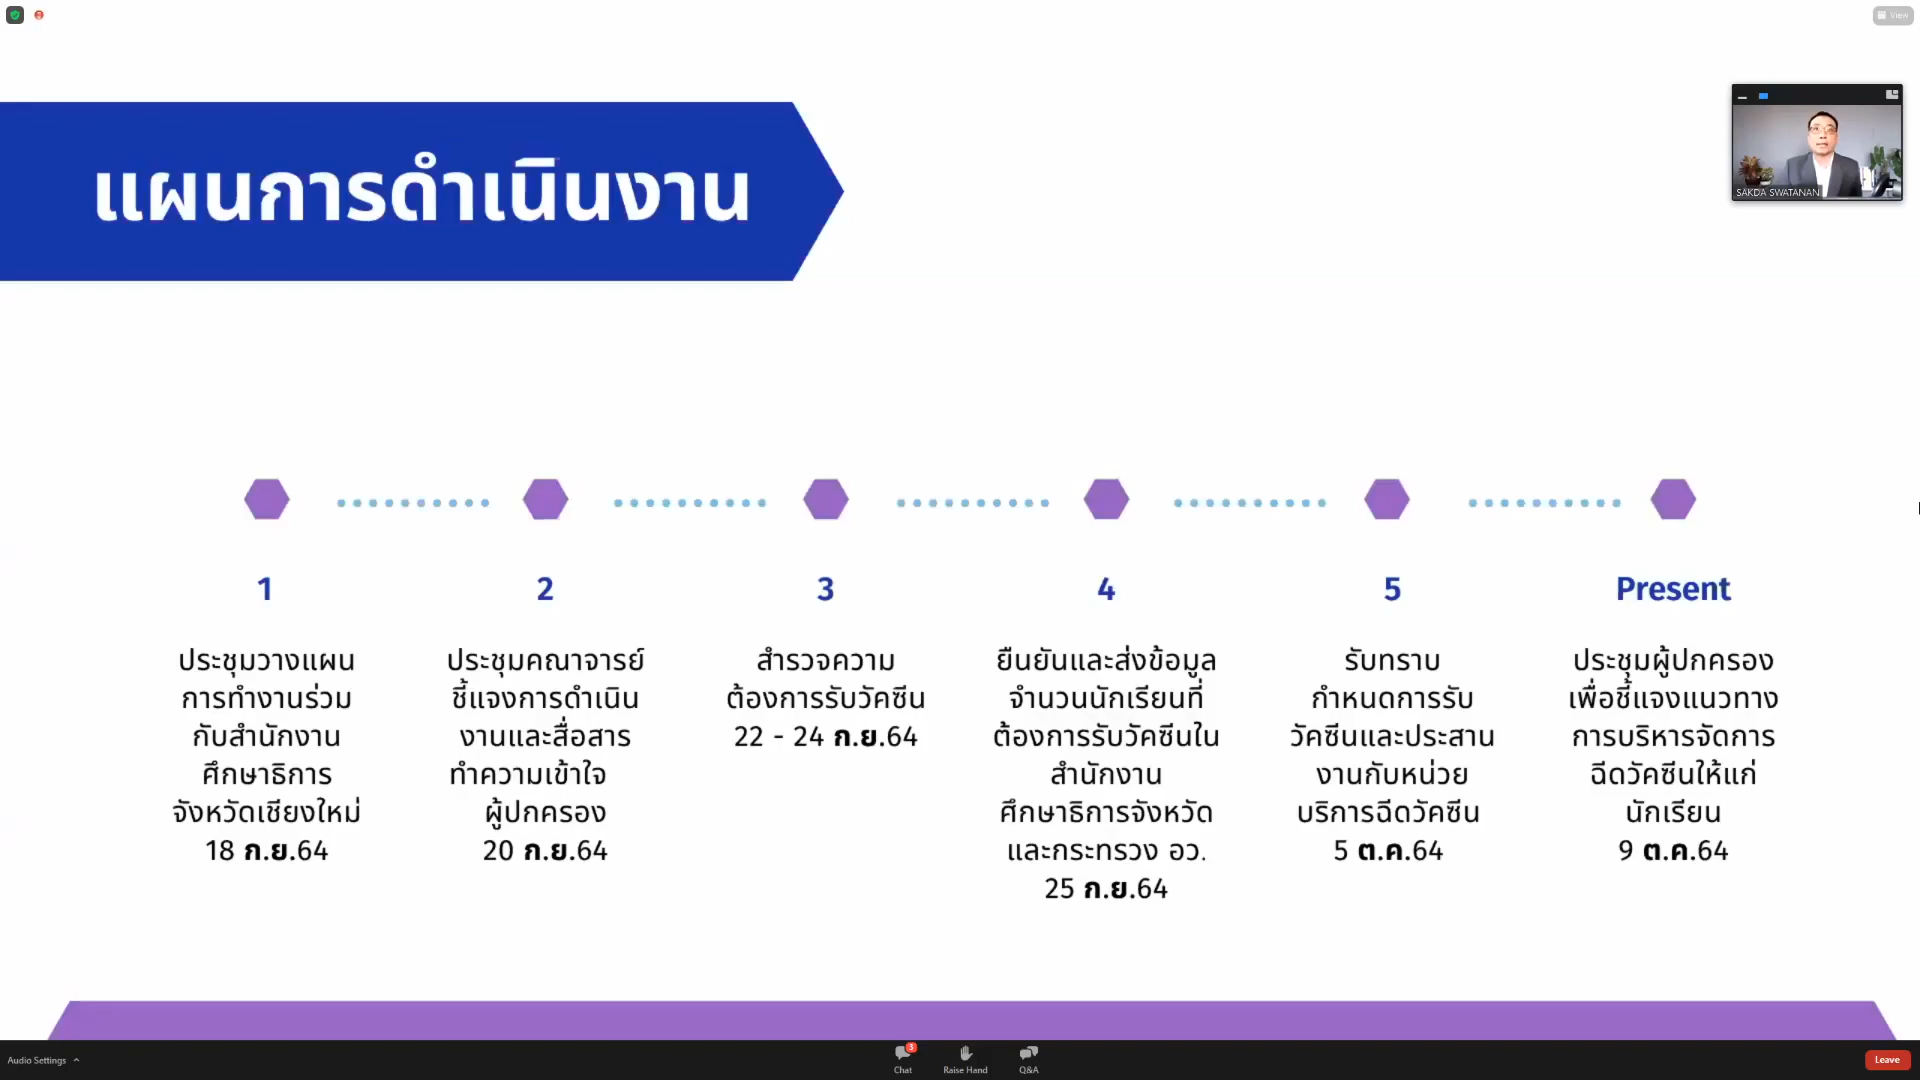 View
แผนการดำเนินงาน
SAKDA SWATANAN
1
ประชุมวางแผน
การทำงานร่วม
กับสำนักงาน
ศึกษาธิการ
จังหวัดเชียงใหม่
18 ก.ย.64
2
ประชุมคณาจารย์
ชี้แจงการดำเนิน
งานและสื่อสาร
ทำความเข้าใจ
ผู้ปกครอง
20 ก.ย.64
3
สำรวจความ
ต้องการรับวัคซีน
22 - 24 ก.ย.64
4
ยืนยันและส่งข้อมูล
จำนวนนักเรียนที่
ต้องการรับวัคซีนใน
สำนักงาน
ศึกษาธิการจังหวัด
และกระทรวง อว.
25 ก.ย.64
5
รับทราบ
กำหนดการรับ
วัคซีนและประสาน
งานกับหน่วย
บริการฉีดวัคซีน
5 ต.ค.64
Present
ประชุมผู้ปกครอง
เพื่อชี้แจงแนวทาง
การบริหารจัดการ
ฉีดวัคซีนให้แก่
นักเรียน
9 ต.ค.64
Audio Settings
3
Chat
Raise Hand
Q&A
Leave